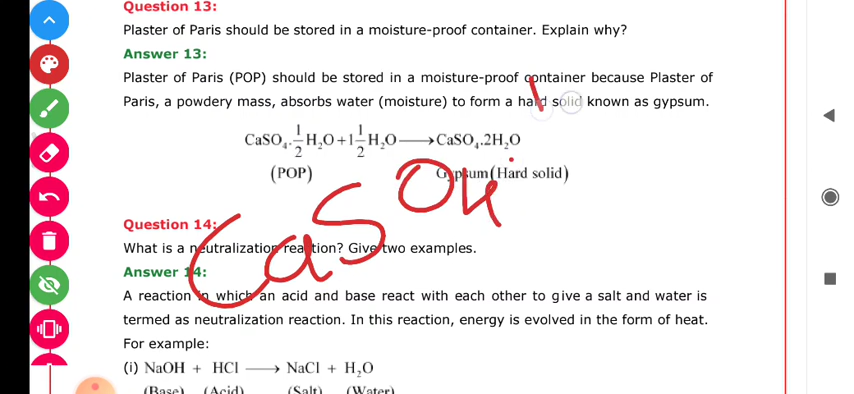 Question 13:
Plaster of Paris should be stored in a moisture-proof container. Explain why?
Answer 13:
Plaster of Paris (POP) should be stored in a moisture-proof container because Plaster of
Paris, a powdery mass, absorbs water (moisture) to form a hard solid known as gypsum.
CaSO₄.½H₂O+1½H₂O⟶CaSO₄.2H₂O
(POP) Gypsum(Hard solid)
CaSO4
Question 14:
What is a neutralization reaction? Give two examples.
Answer 14:
A reaction in which an acid and base react with each other to give a salt and water is
termed as neutralization reaction. In this reaction, energy is evolved in the form of heat.
For example:
(i) NaOH + HCl ⟶ NaCl + H₂O
(Base) (Acid) (Salt) (Water)